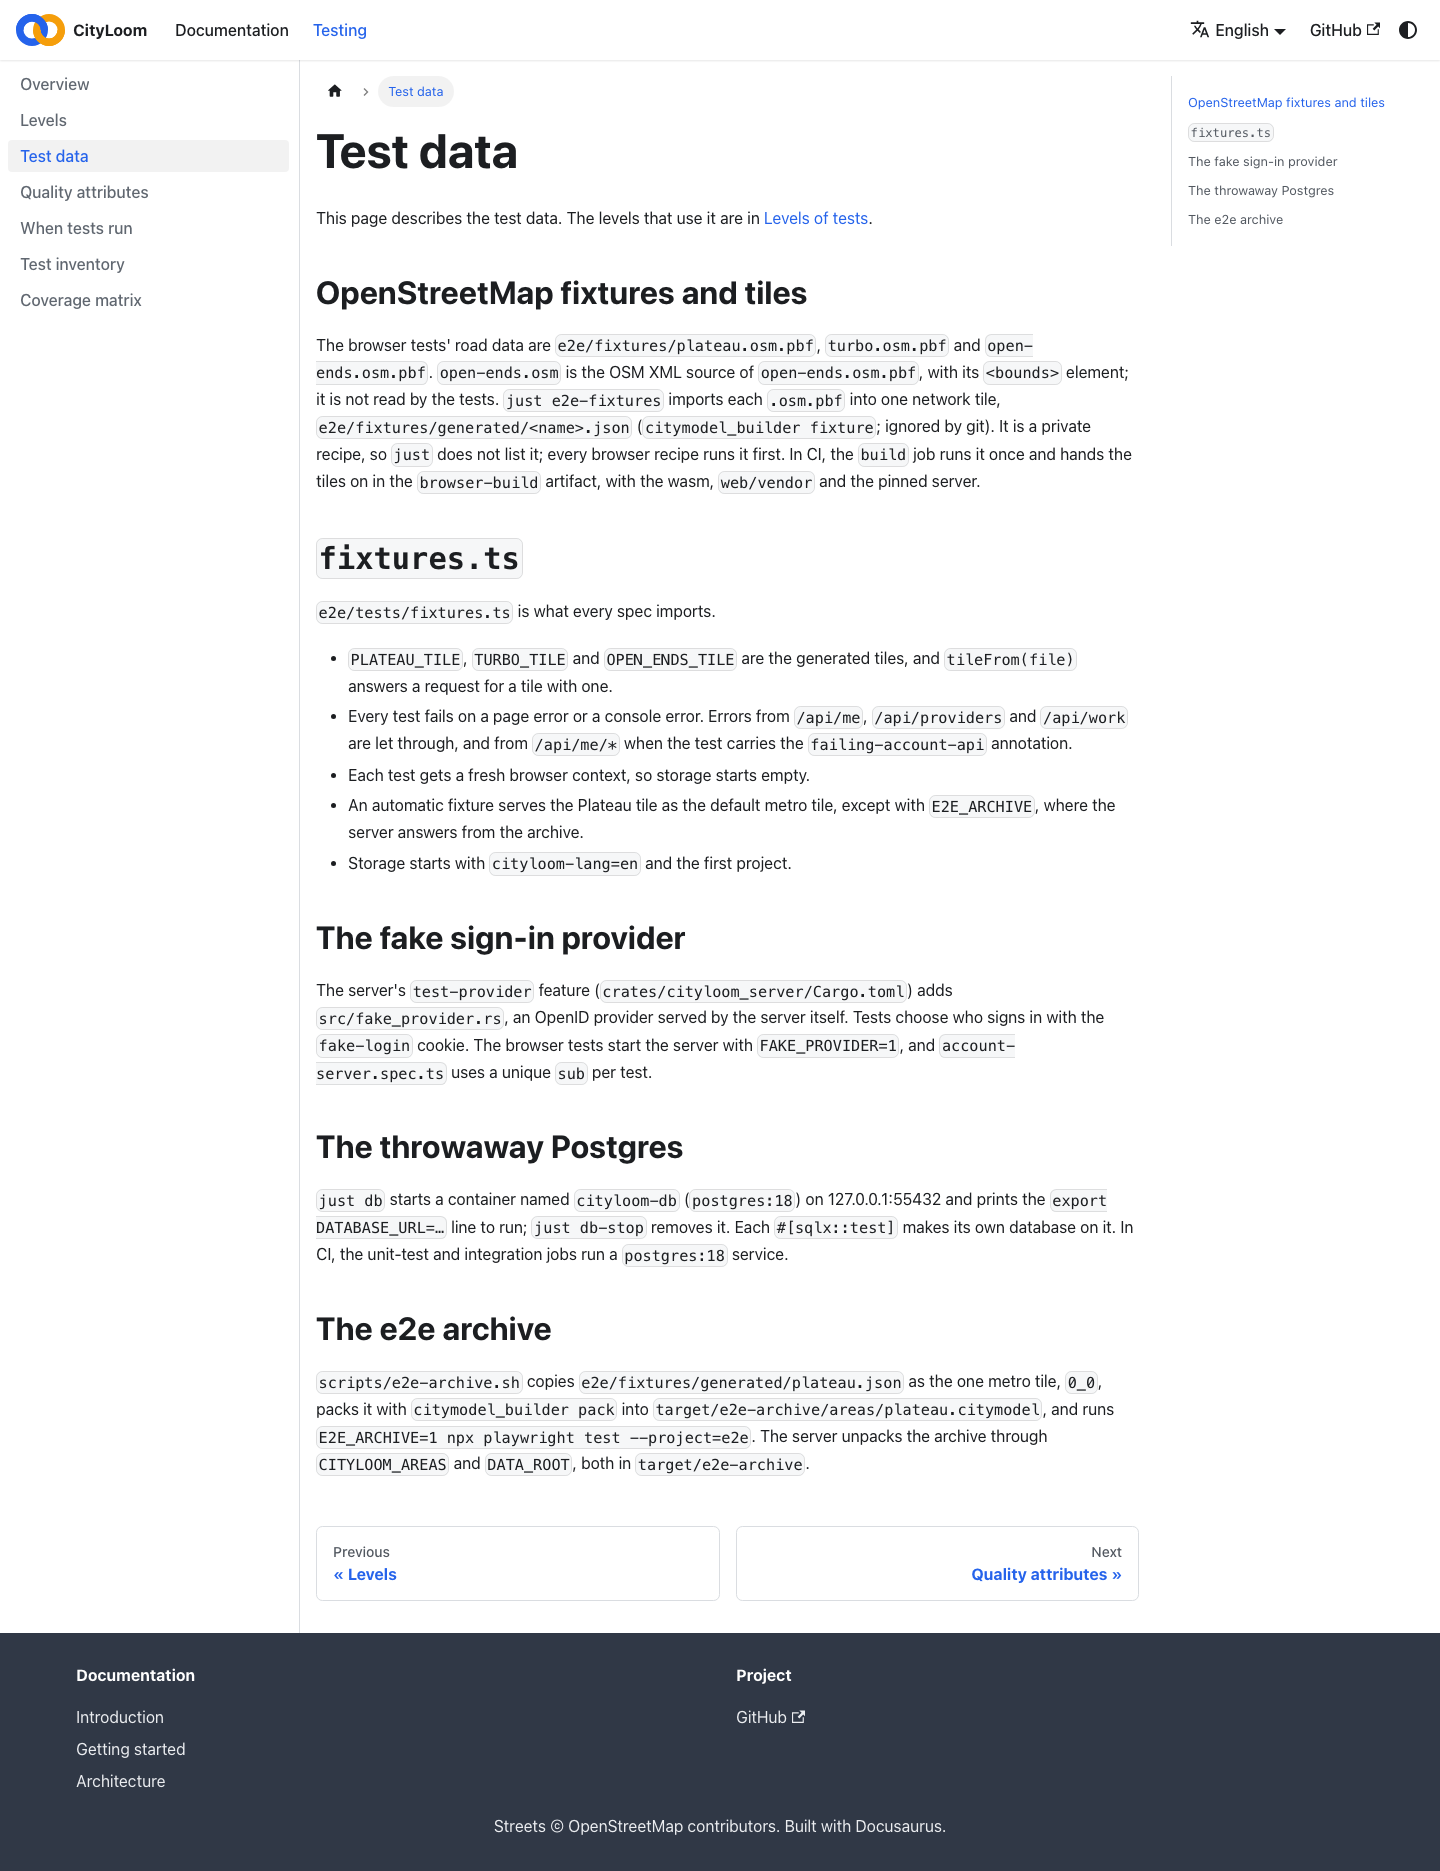 CityLoom
Documentation
Testing
English
GitHub
Overview
Levels
Test data
Quality attributes
When tests run
Test inventory
Coverage matrix
Test data
Test data
This page describes the test data. The levels that use it are in Levels of tests.
OpenStreetMap fixtures and tiles
The browser tests' road data are e2e/fixtures/plateau.osm.pbf, turbo.osm.pbf and open-
ends.osm.pbf. open-ends.osm is the OSM XML source of open-ends.osm.pbf, with its <bounds> element;
it is not read by the tests. just e2e-fixtures imports each .osm.pbf into one network tile,
e2e/fixtures/generated/<name>.json (citymodel_builder fixture; ignored by git). It is a private
recipe, so just does not list it; every browser recipe runs it first. In CI, the build job runs it once and hands the
tiles on in the browser-build artifact, with the wasm, web/vendor and the pinned server.
fixtures.ts
e2e/tests/fixtures.ts is what every spec imports.
• PLATEAU_TILE, TURBO_TILE and OPEN_ENDS_TILE are the generated tiles, and tileFrom(file)
answers a request for a tile with one.
• Every test fails on a page error or a console error. Errors from /api/me, /api/providers and /api/work
are let through, and from /api/me/* when the test carries the failing-account-api annotation.
• Each test gets a fresh browser context, so storage starts empty.
• An automatic fixture serves the Plateau tile as the default metro tile, except with E2E_ARCHIVE, where the
server answers from the archive.
• Storage starts with cityloom-lang=en and the first project.
The fake sign-in provider
The server's test-provider feature (crates/cityloom_server/Cargo.toml) adds
src/fake_provider.rs, an OpenID provider served by the server itself. Tests choose who signs in with the
fake-login cookie. The browser tests start the server with FAKE_PROVIDER=1, and account-
server.spec.ts uses a unique sub per test.
The throwaway Postgres
just db starts a container named cityloom-db (postgres:18) on 127.0.0.1:55432 and prints the export
DATABASE_URL=… line to run; just db-stop removes it. Each #[sqlx::test] makes its own database on it. In
CI, the unit-test and integration jobs run a postgres:18 service.
The e2e archive
scripts/e2e-archive.sh copies e2e/fixtures/generated/plateau.json as the one metro tile, 0_0,
packs it with citymodel_builder pack into target/e2e-archive/areas/plateau.citymodel, and runs
E2E_ARCHIVE=1 npx playwright test --project=e2e. The server unpacks the archive through
CITYLOOM_AREAS and DATA_ROOT, both in target/e2e-archive.
Previous
« Levels
Next
Quality attributes »
OpenStreetMap fixtures and tiles
fixtures.ts
The fake sign-in provider
The throwaway Postgres
The e2e archive
Documentation
Introduction
Getting started
Architecture
Project
GitHub
Streets © OpenStreetMap contributors. Built with Docusaurus.